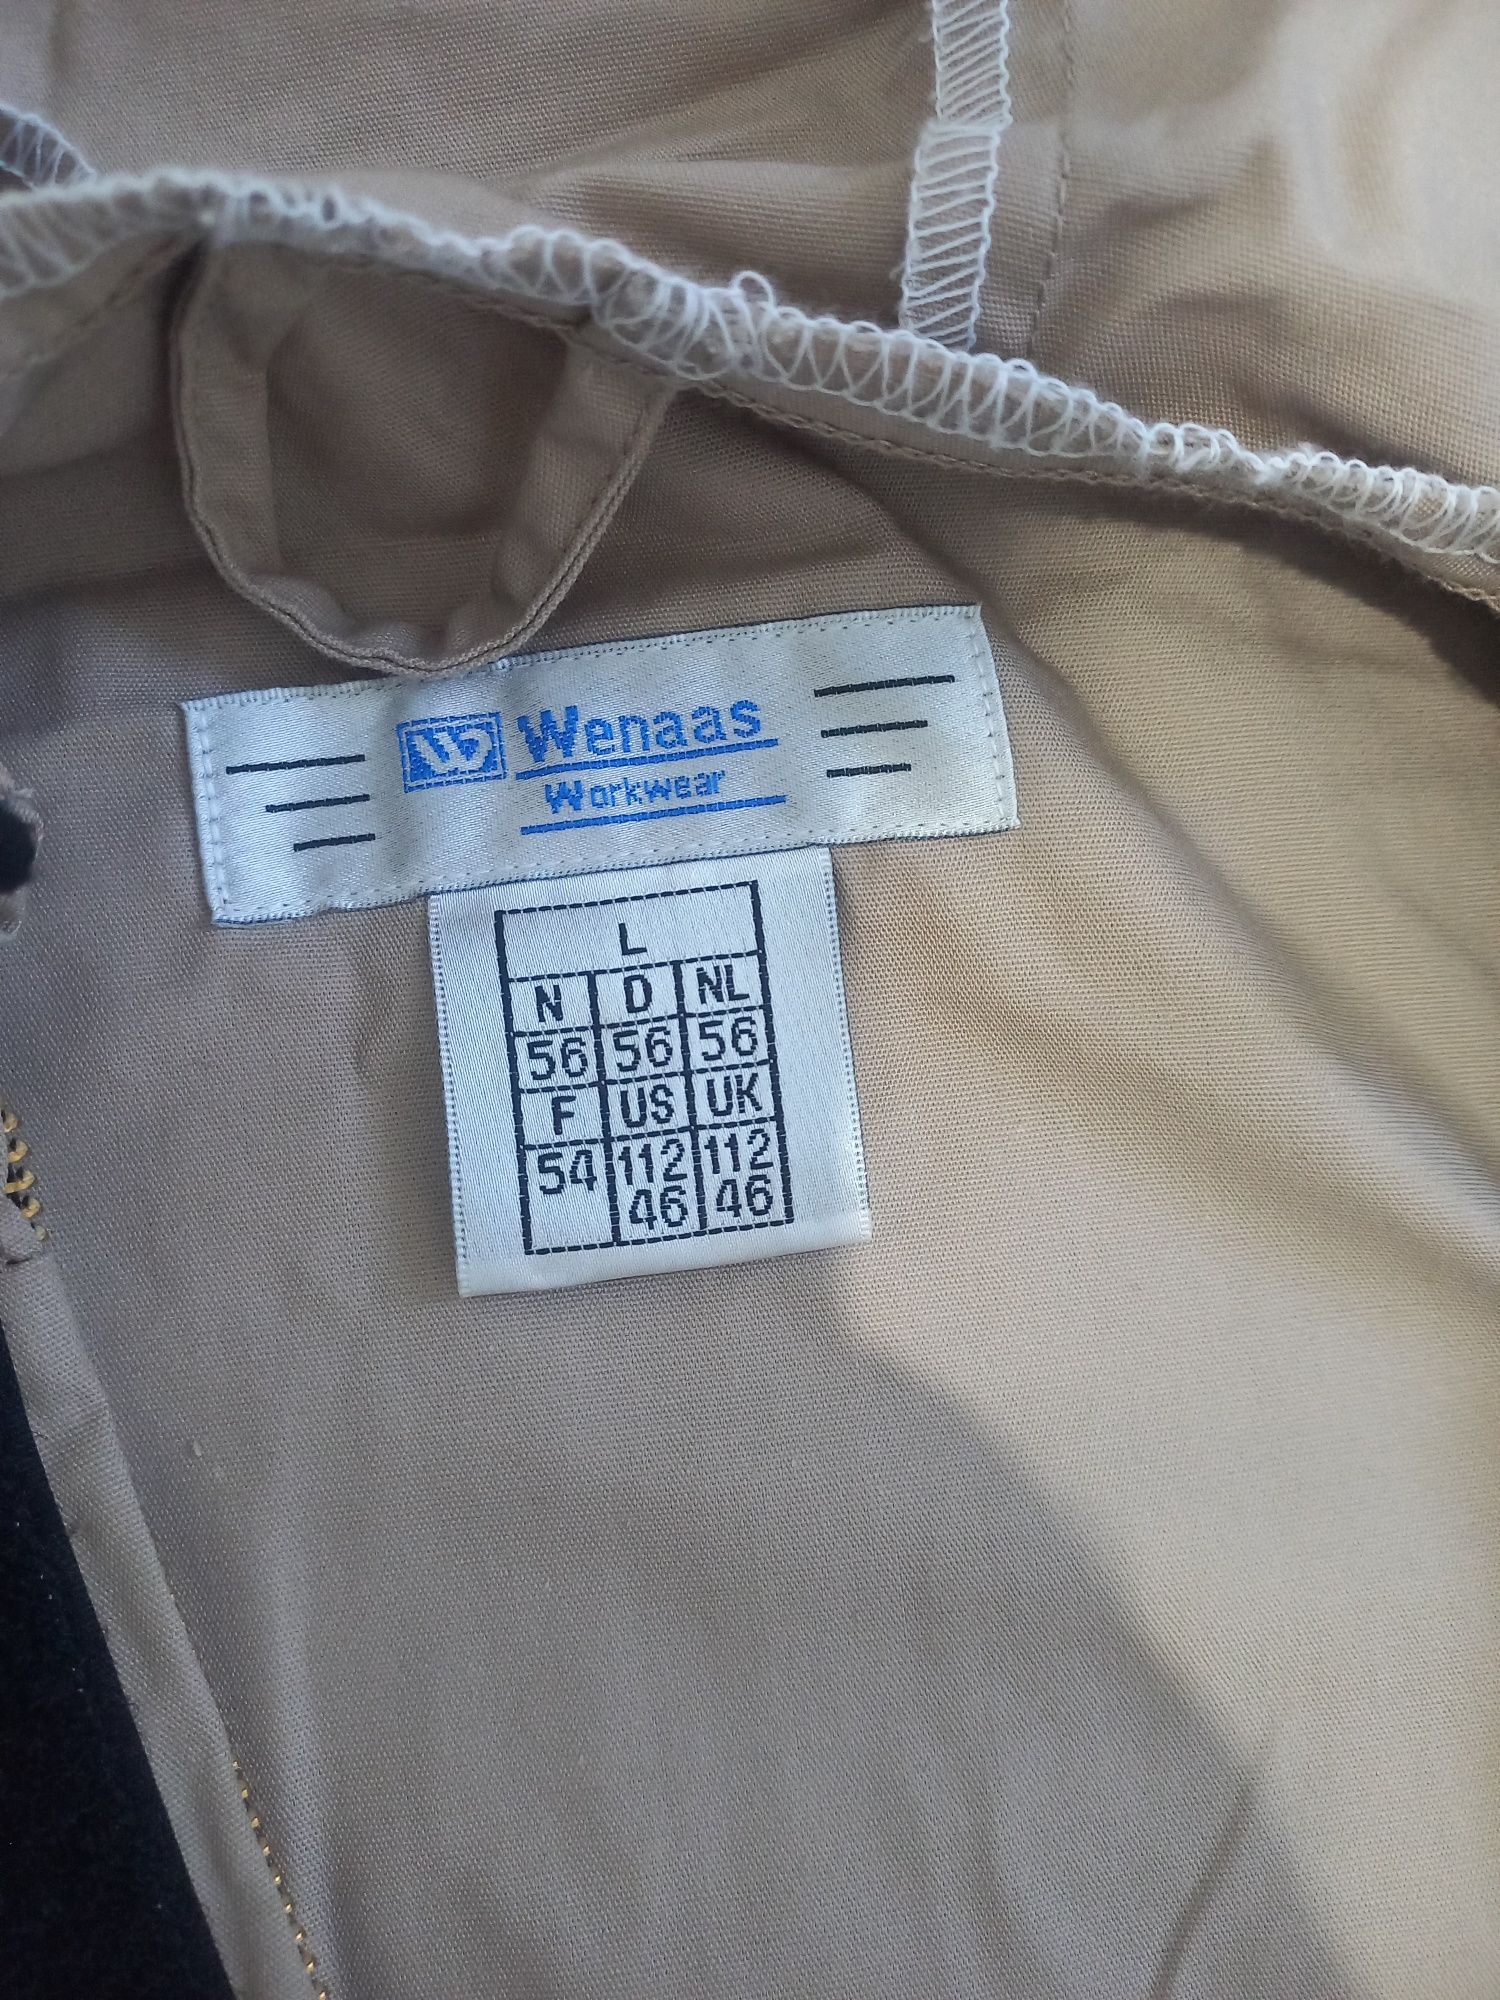 Wenaas
Workwear
L
N D NL
56 56 56
F US UK
54 112 112
46 46